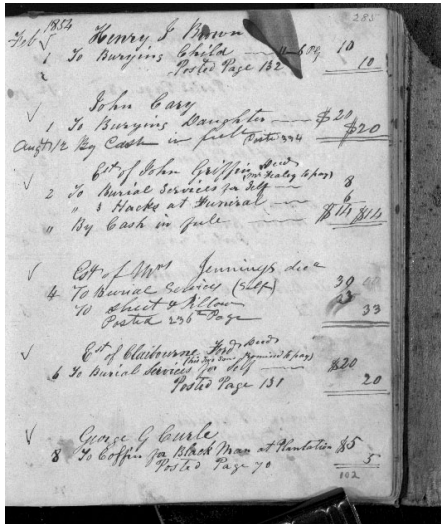 285
1854
Feb Henry J Brown
1 To Burying Child 10
2 Posted Page 132 10
John Cary
1 To Burying Daughter $20
Augt 12 By Cash in full $20
Est of John Griffin Decd
2 To Burial Services for Self 8
" 3 Hacks at Funeral 6
" By Cash in full $14 $14
Est of Mrs Jennings decd
4 To Burial Services (Self) 30
To Sheet & Pillow 3
Posted 236th Page 33
Est of Claibourne Ford Decd
6 To Burial Services for Self $20
Posted Page 131 20
George G Curle
8 To Coffin for Black Man at Plantation $5
Posted Page 70 5
102